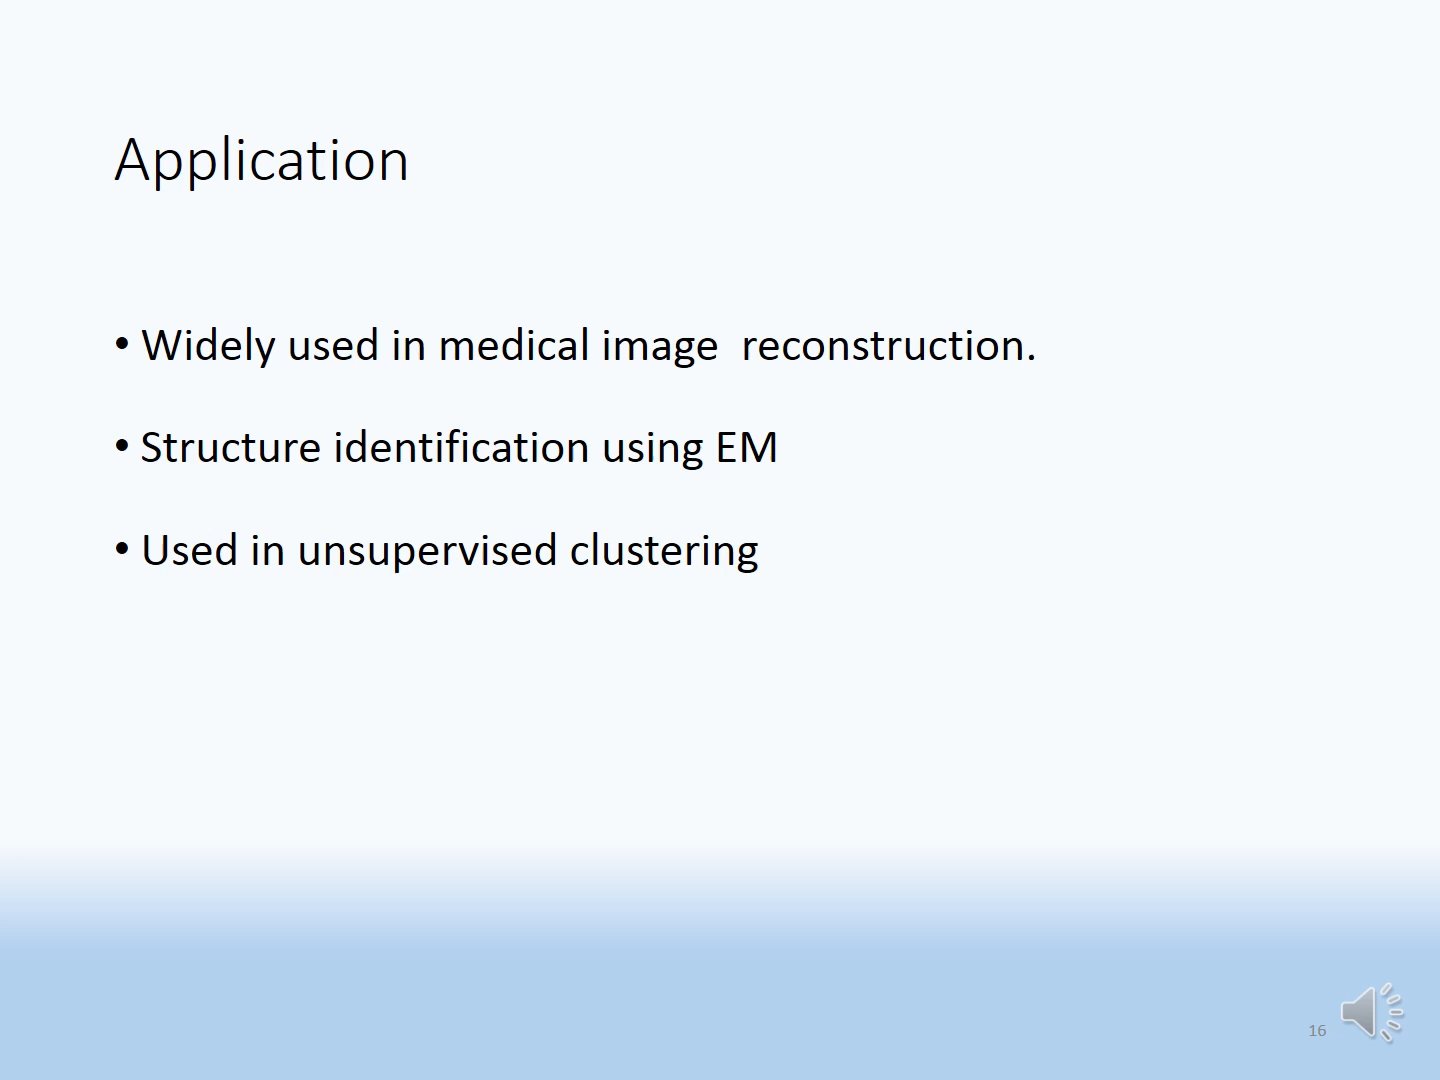 Application
• Widely used in medical image  reconstruction.
• Structure identification using EM
• Used in unsupervised clustering
16